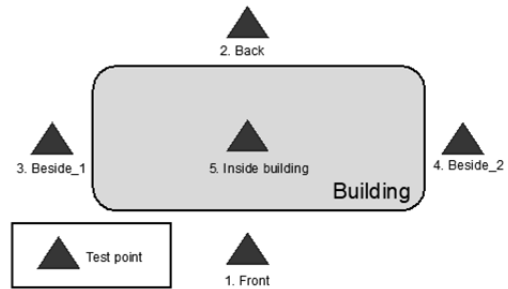 2. Back
3. Beside_1
5. Inside building
4. Beside_2
Building
Test point
1. Front